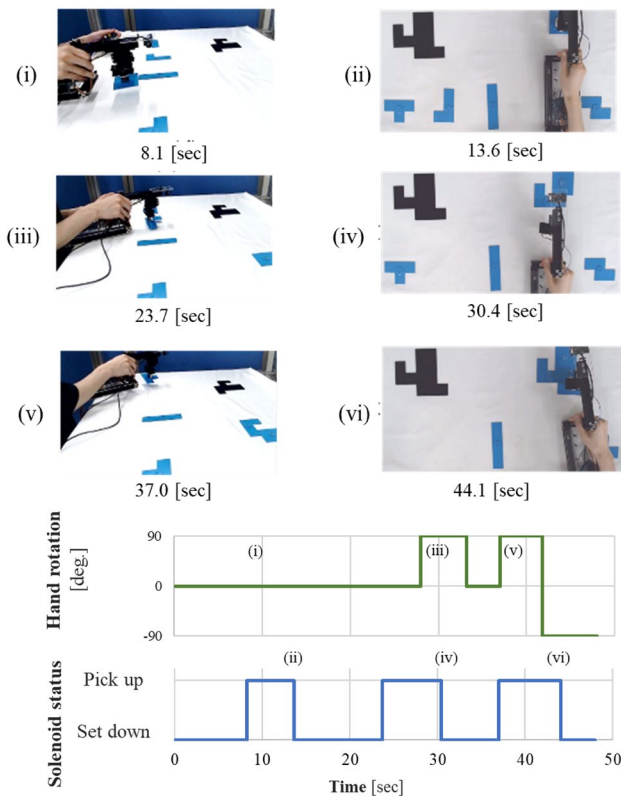 (i)
(ii)
8.1 [sec]
13.6 [sec]
(iii)
(iv)
23.7 [sec]
30.4 [sec]
(v)
(vi)
37.0 [sec]
44.1 [sec]
Hand rotation
[deg.]
90
0
-90
(i)
(iii)
(v)
Solenoid status
Pick up
Set down
(ii)
(iv)
(vi)
0
10
20
30
40
50
Time [sec]